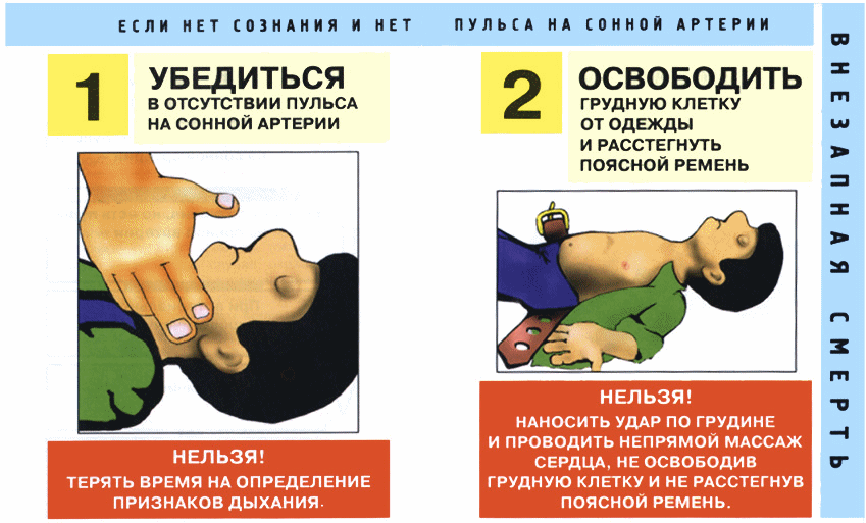 ЕСЛИ НЕТ СОЗНАНИЯ И НЕТ ПУЛЬСА НА СОННОЙ АРТЕРИИ
1
УБЕДИТЬСЯ
В ОТСУТСТВИИ ПУЛЬСА
НА СОННОЙ АРТЕРИИ
НЕЛЬЗЯ!
ТЕРЯТЬ ВРЕМЯ НА ОПРЕДЕЛЕНИЕ
ПРИЗНАКОВ ДЫХАНИЯ.
2
ОСВОБОДИТЬ
ГРУДНУЮ КЛЕТКУ
ОТ ОДЕЖДЫ
И РАССТЕГНУТЬ
ПОЯСНОЙ РЕМЕНЬ
НЕЛЬЗЯ!
НАНОСИТЬ УДАР ПО ГРУДИНЕ
И ПРОВОДИТЬ НЕПРЯМОЙ МАССАЖ
СЕРДЦА, НЕ ОСВОБОДИВ
ГРУДНУЮ КЛЕТКУ И НЕ РАССТЕГНУВ
ПОЯСНОЙ РЕМЕНЬ.
ВНЕЗАПНАЯ СМЕРТЬ